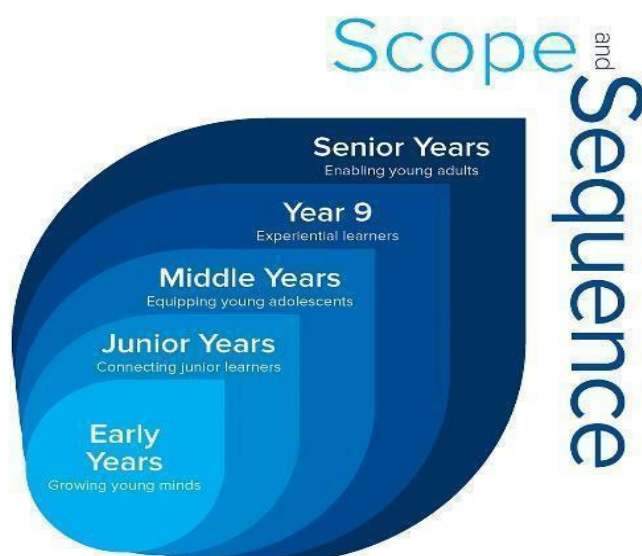 Scope
and
Sequence
Senior Years
Enabling young adults
Year 9
Experiential learners
Middle Years
Equipping young adolescents
Junior Years
Connecting junior learners
Early
Years
Growing young minds